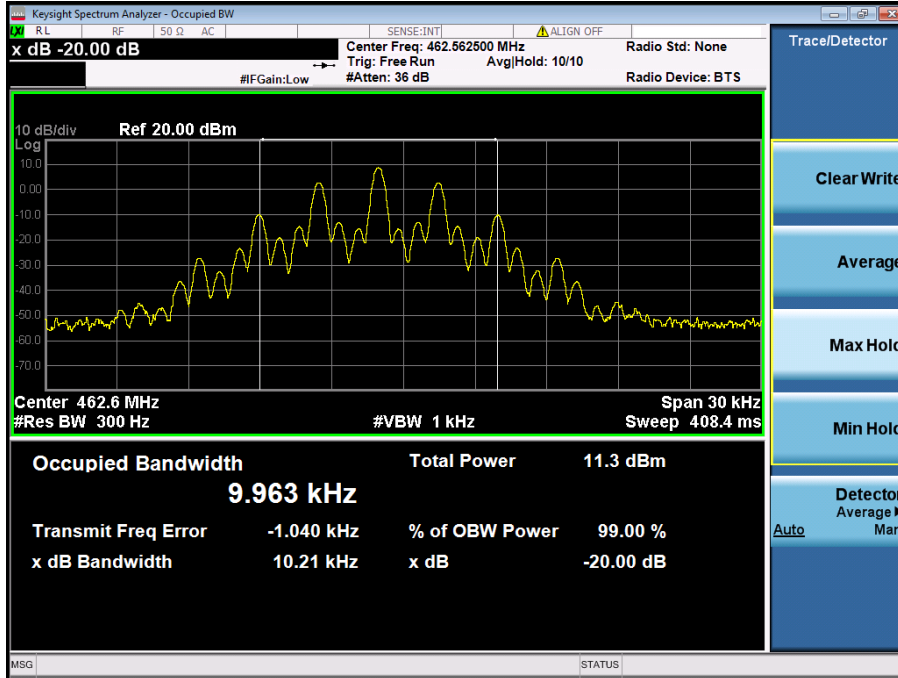 Keysight Spectrum Analyzer - Occupied BW
LXI RL RF 50 Ω AC SENSE:INT ALIGN OFF
x dB -20.00 dB
Center Freq: 462.562500 MHz
Radio Std: None
Trig: Free Run Avg|Hold: 10/10
#IFGain:Low #Atten: 36 dB Radio Device: BTS
10 dB/div Ref 20.00 dBm
Log
10.0
0.00
-10.0
-20.0
-30.0
-40.0
-50.0
-60.0
-70.0
Center 462.6 MHz Span 30 kHz
#Res BW 300 Hz #VBW 1 kHz Sweep 408.4 ms
Occupied Bandwidth Total Power 11.3 dBm
9.963 kHz
Transmit Freq Error -1.040 kHz % of OBW Power 99.00 %
x dB Bandwidth 10.21 kHz x dB -20.00 dB
MSG STATUS
Trace/Detector
Clear Write
Average
Max Hold
Min Hold
Detector
Average
Auto Man